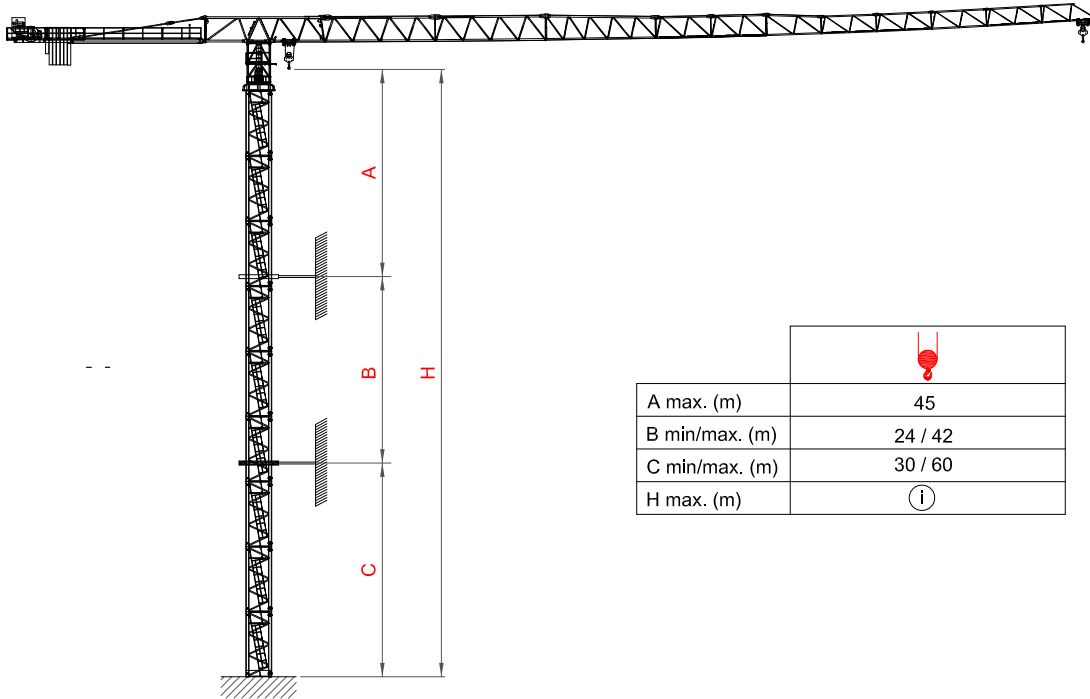 A
B
H
C
A max. (m) 45
B min/max. (m) 24 / 42
C min/max. (m) 30 / 60
H max. (m) i
- -